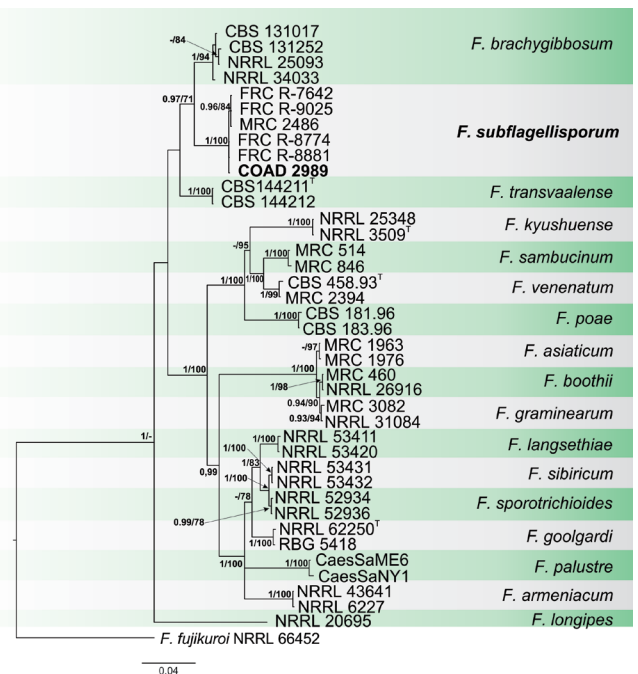 CBS 131017
-/84
CBS 131252
F. brachygibbosum
1/94
NRRL 25093
NRRL 34033
0.97/71
FRC R-7642
0.96/84
FRC R-9025
MRC 2486
F. subflagellisporum
1/100
FRC R-8774
FRC R-8881
COAD 2989
CBS144211T
1/100
F. transvaalense
CBS 144212
NRRL 25348
1/100
F. kyushuense
NRRL 3509T
-/95
MRC 514
1/100
F. sambucinum
MRC 846
1/100
1/100
CBS 458.93T
F. venenatum
1/99
MRC 2394
CBS 181.96
1/100
F. poae
CBS 183.96
MRC 1963
-/97
F. asiaticum
MRC 1976
1/100
1/100
MRC 460
F. boothii
1/98
NRRL 26916
0.94/90
MRC 3082
F. graminearum
0.93/94
NRRL 31084
1/-
NRRL 53411
1/100
F. langsethiae
1/100
NRRL 53420
1/83
NRRL 53431
0,99
F. sibiricum
1/100
NRRL 53432
-/78
NRRL 52934
F. sporotrichioides
NRRL 52936
0.99/78
NRRL 62250T
F. goolgardi
1/100
RBG 5418
1/100
CaesSaME6
1/100
F. palustre
CaesSaNY1
NRRL 43641
1/100
F. armeniacum
NRRL 6227
NRRL 20695
F. longipes
F. fujikuroi NRRL 66452
0.04